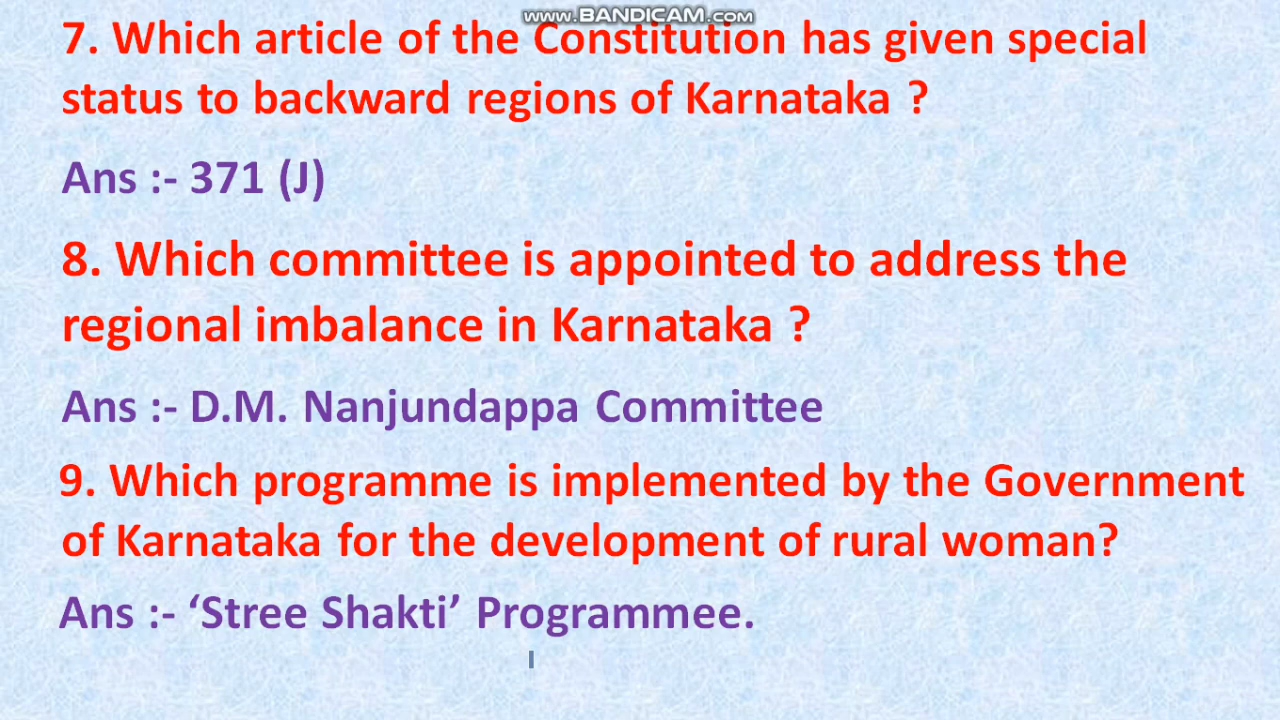 www.BANDICAM.com
7. Which article of the Constitution has given special
status to backward regions of Karnataka ?
Ans :- 371 (J)
8. Which committee is appointed to address the
regional imbalance in Karnataka ?
Ans :- D.M. Nanjundappa Committee
9. Which programme is implemented by the Government
of Karnataka for the development of rural woman?
Ans :- ‘Stree Shakti’ Programmee.